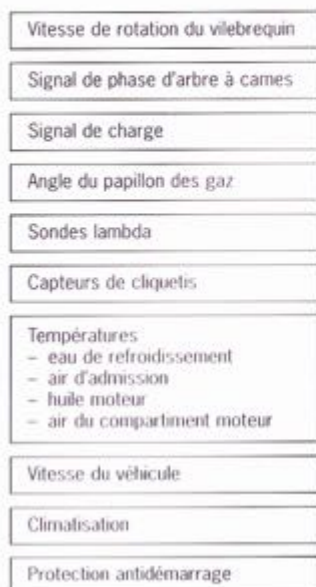 Vitesse de rotation du vilebrequin
Signal de phase d'arbre à cames
Signal de charge
Angle du papillon des gaz
Sondes lambda
Capteurs de cliquetis
Températures
– eau de refroidissement
– air d'admission
– huile moteur
– air du compartiment moteur
Vitesse du véhicule
Climatisation
Protection antidémarrage